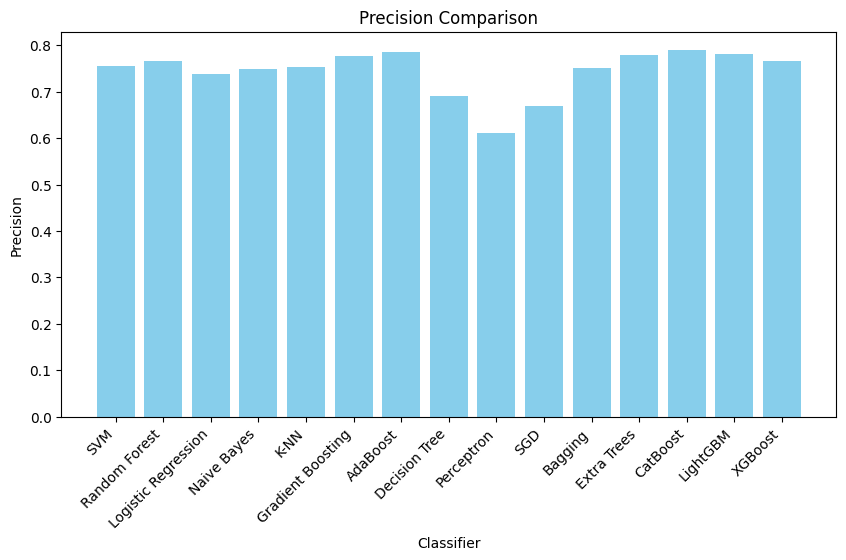 Precision Comparison
0.8
0.7
0.6
0.5
0.4
0.3
0.2
0.1
0.0
Precision
SVM
Random Forest
Logistic Regression
Naive Bayes
K-NN
Gradient Boosting
AdaBoost
Decision Tree
Perceptron
SGD
Bagging
Extra Trees
CatBoost
LightGBM
XGBoost
Classifier